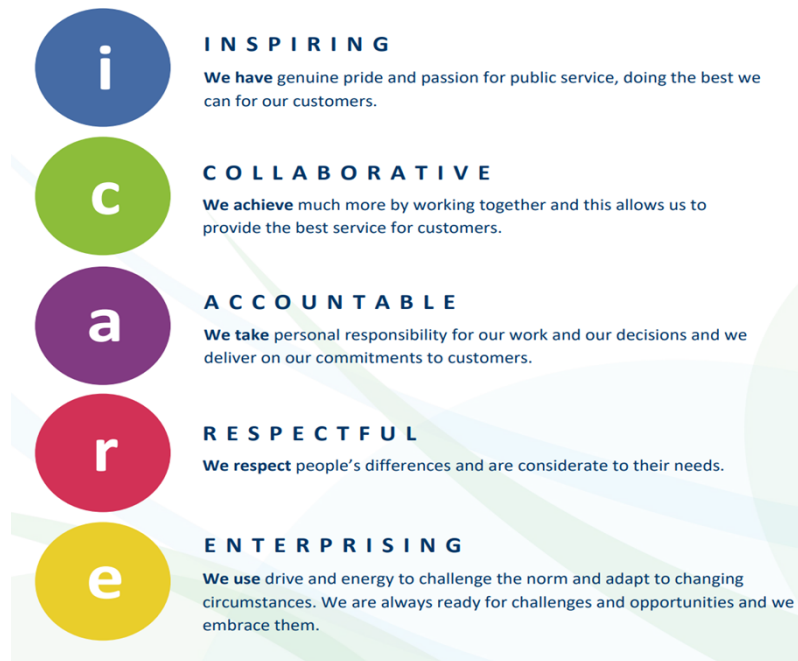 i
INSPIRING
We have genuine pride and passion for public service, doing the best we
can for our customers.
c
COLLABORATIVE
We achieve much more by working together and this allows us to
provide the best service for customers.
a
ACCOUNTABLE
We take personal responsibility for our work and our decisions and we
deliver on our commitments to customers.
r
RESPECTFUL
We respect people’s differences and are considerate to their needs.
e
ENTERPRISING
We use drive and energy to challenge the norm and adapt to changing
circumstances. We are always ready for challenges and opportunities and we
embrace them.